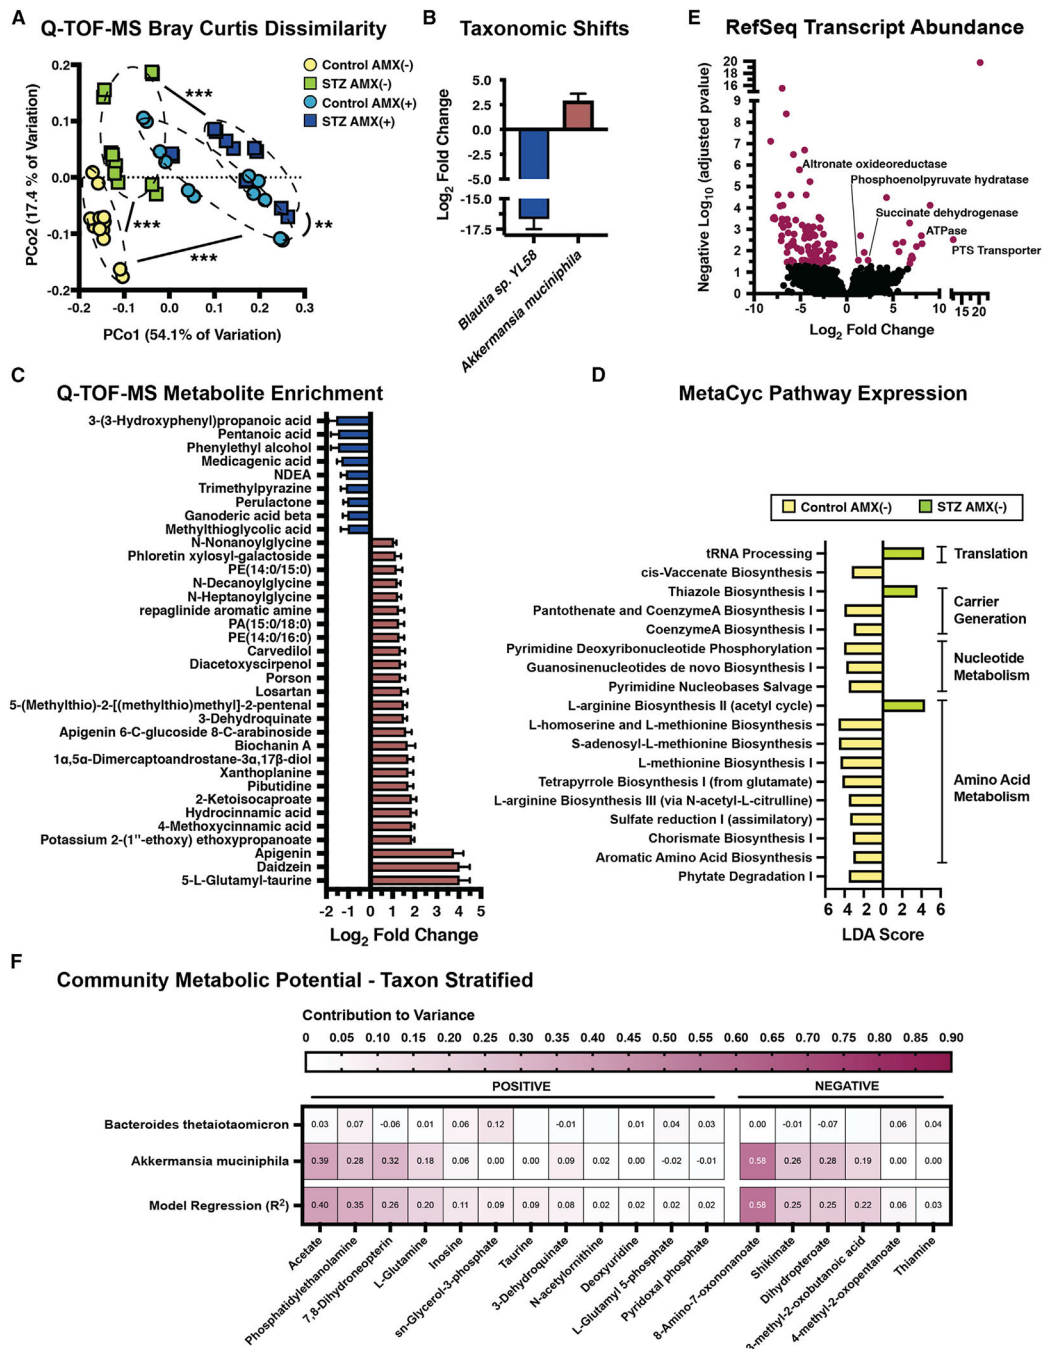 A
Q-TOF-MS Bray Curtis Dissimilarity
PCo2 (17.4 % of Variation)
0.2
0.1
0.0
-0.1
-0.2
-0.2 -0.1 0.0 0.1 0.2 0.3
PCo1 (54.1% of Variation)
***
***
***
**
Control AMX(-)
STZ AMX(-)
Control AMX(+)
STZ AMX(+)
B
Taxonomic Shifts
Log2 Fold Change
5.0
2.5
0.0
-2.5
-5.0
-15.0
-17.5
Blautia sp. YL58
Akkermansia muciniphila
E
RefSeq Transcript Abundance
Negative Log10 (adjusted pvalue)
20
18
16
9
8
7
6
5
4
3
2
1
0
Altronate oxideoreductase
Phosphoenolpyruvate hydratase
Succinate dehydrogenase
ATPase
PTS Transporter
-10 -5 0 5 10 15 20
Log2 Fold Change
C
Q-TOF-MS Metabolite Enrichment
3-(3-Hydroxyphenyl)propanoic acid
Pentanoic acid
Phenylethyl alcohol
Medicagenic acid
NDEA
Trimethylpyrazine
Perulactone
Ganoderic acid beta
Methylthioglycolic acid
N-Nonanoylglycine
Phloretin xylosyl-galactoside
PE(14:0/15:0)
N-Decanoylglycine
N-Heptanoylglycine
repaglinide aromatic amine
PA(15:0/18:0)
PE(14:0/16:0)
Carvedilol
Diacetoxyscirpenol
Porson
Losartan
5-(Methylthio)-2-[(methylthio)methyl]-2-pentenal
3-Dehydroquinate
Apigenin 6-C-glucoside 8-C-arabinoside
Biochanin A
1α,5α-Dimercaptoandrostane-3α,17β-diol
Xanthoplanine
Pibutidine
2-Ketoisocaproate
Hydrocinnamic acid
4-Methoxycinnamic acid
Potassium 2-(1"-ethoxy) ethoxypropanoate
Apigenin
Daidzein
5-L-Glutamyl-taurine
-2 -1 0 1 2 3 4 5
Log2 Fold Change
D
MetaCyc Pathway Expression
Control AMX(-) STZ AMX(-)
tRNA Processing
cis-Vaccenate Biosynthesis
Thiazole Biosynthesis I
Pantothenate and CoenzymeA Biosynthesis I
CoenzymeA Biosynthesis I
Pyrimidine Deoxyribonucleotide Phosphorylation
Guanosinenucleotides de novo Biosynthesis I
Pyrimidine Nucleobases Salvage
L-arginine Biosynthesis II (acetyl cycle)
L-homoserine and L-methionine Biosynthesis
S-adenosyl-L-methionine Biosynthesis
L-methionine Biosynthesis I
Tetrapyrrole Biosynthesis I (from glutamate)
L-arginine Biosynthesis III (via N-acetyl-L-citrulline)
Sulfate reduction I (assimilatory)
Chorismate Biosynthesis I
Aromatic Amino Acid Biosynthesis
Phytate Degradation I
Translation
Carrier
Generation
Nucleotide
Metabolism
Amino Acid
Metabolism
6 4 2 0 2 4 6
LDA Score
F
Community Metabolic Potential - Taxon Stratified
Contribution to Variance
0 0.05 0.10 0.15 0.20 0.25 0.30 0.35 0.40 0.45 0.50 0.55 0.60 0.65 0.70 0.75 0.80 0.85 0.90
POSITIVE NEGATIVE
Bacteroides thetaiotaomicron 0.03 0.07 -0.06 0.01 0.06 0.12 -0.01 0.01 0.04 0.03 0.00 -0.01 -0.07 0.06 0.04
Akkermansia muciniphila 0.39 0.28 0.32 0.18 0.06 0.00 0.00 0.09 0.02 0.00 -0.02 -0.01 0.58 0.26 0.28 0.19 0.00 0.00
Model Regression (R2) 0.40 0.35 0.26 0.20 0.11 0.09 0.09 0.08 0.02 0.02 0.02 0.02 0.58 0.25 0.25 0.22 0.06 0.03
Acetate
Phosphatidylethanolamine
7,8-Dihydroneopterin
L-Glutamine
Inosine
sn-Glycerol-3-phosphate
Taurine
3-Dehydroquinate
N-acetylornithine
Deoxyuridine
L-Glutamyl 5-phosphate
Pyridoxal phosphate
8-Amino-7-oxononanoate
Shikimate
Dihydropteroate
3-methyl-2-oxobutanoic acid
4-methyl-2-oxopentanoate
Thiamine